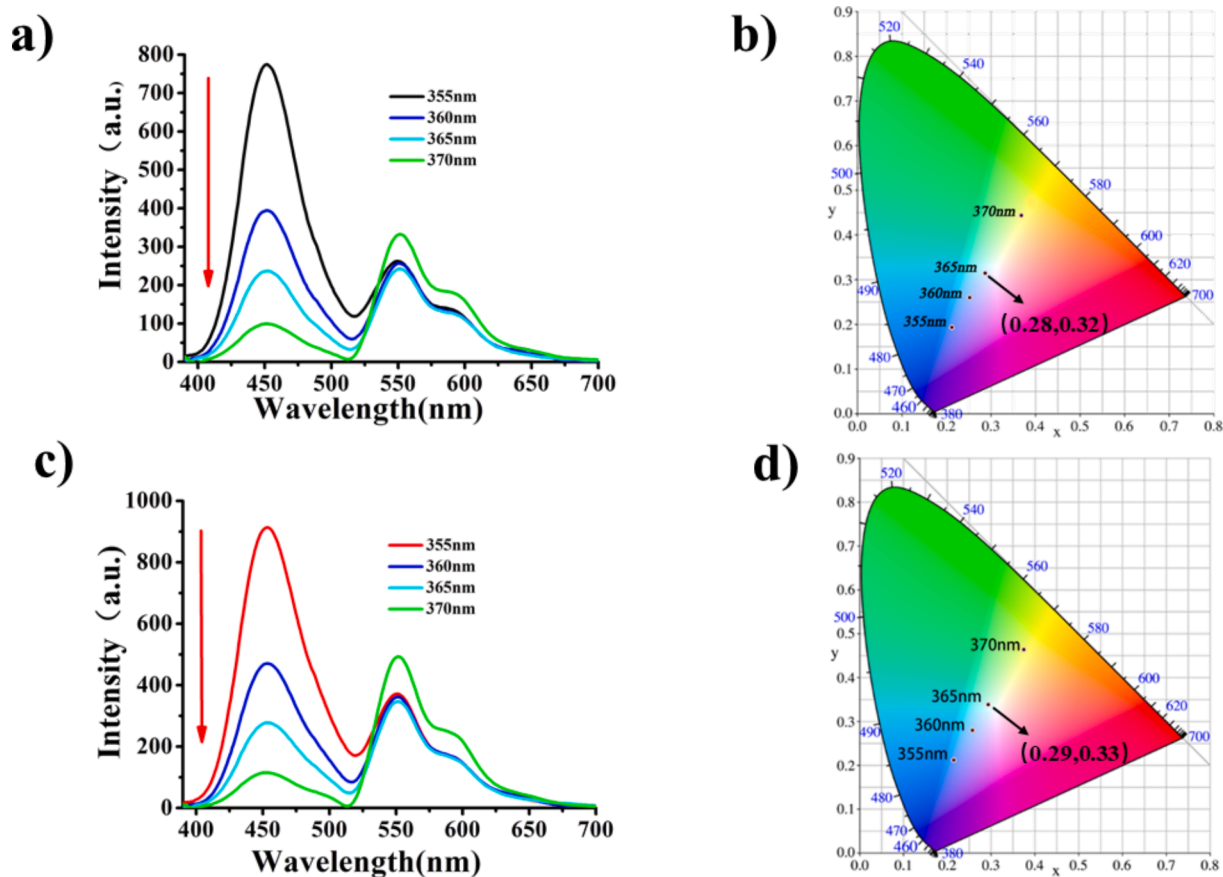 a)
800
700
600
500
400
300
200
100
0
Intensity（a.u.）
355nm
360nm
365nm
370nm
400 450 500 550 600 650 700
Wavelength(nm)
b)
0.9
0.8
0.7
0.6
0.5
y
0.4
0.3
0.2
0.1
0.0
520
540
560
580
600
620
700
500
490
480
470
460
380
370nm
365nm
360nm
355nm
(0.28,0.32)
0.0 0.1 0.2 0.3 0.4 0.5 0.6 0.7 0.8
x
c)
1000
800
600
400
200
0
Intensity（a.u.）
355nm
360nm
365nm
370nm
400 450 500 550 600 650 700
Wavelength(nm)
d)
0.9
0.8
0.7
0.6
0.5
y
0.4
0.3
0.2
0.1
0.0
520
540
560
580
600
620
700
500
490
480
470
460
380
370nm
365nm
360nm
355nm
(0.29,0.33)
0.0 0.1 0.2 0.3 0.4 0.5 0.6 0.7 0.8
x